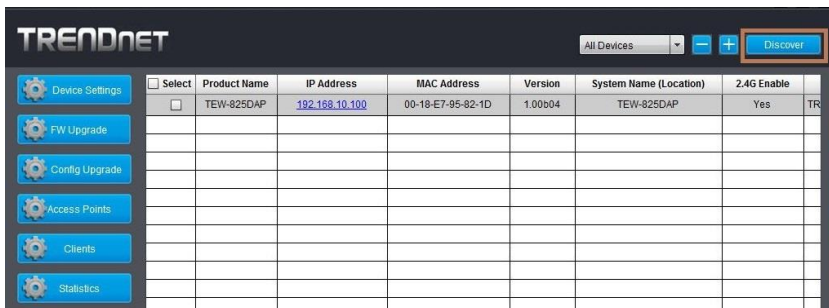 TRENDNET
All Devices
Discover
Device Settings
FW Upgrade
Config Upgrade
Access Points
Clients
Statistics
Select Product Name IP Address MAC Address Version System Name (Location) 2.4G Enable
TEW-825DAP 192.168.10.100 00-18-E7-95-82-1D 1.00b04 TEW-825DAP Yes TR